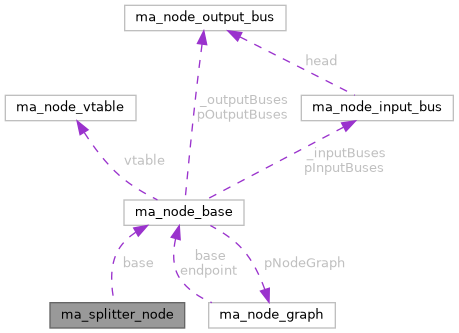 ma_node_output_bus
head
ma_node_vtable
_outputBuses
pOutputBuses
ma_node_input_bus
vtable
_inputBuses
pInputBuses
ma_node_base
base
base
endpoint
pNodeGraph
ma_splitter_node
ma_node_graph